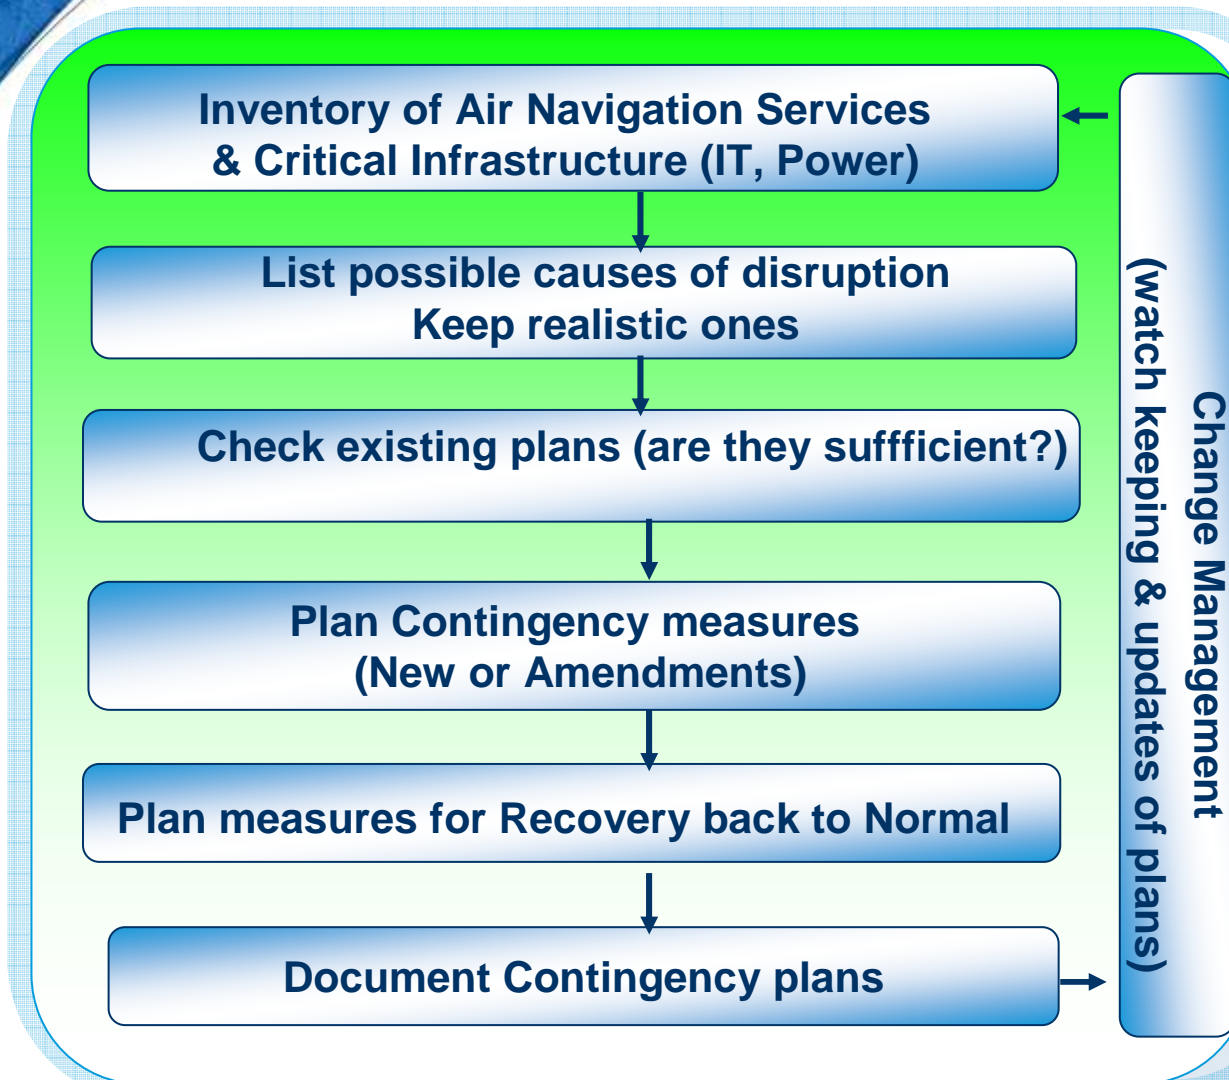 Inventory of Air Navigation Services
& Critical Infrastructure (IT, Power)
List possible causes of disruption
Keep realistic ones
Check existing plans (are they suffficient?)
Plan Contingency measures
(New or Amendments)
Plan measures for Recovery back to Normal
Document Contingency plans
Change Management
(watch keeping & updates of plans)